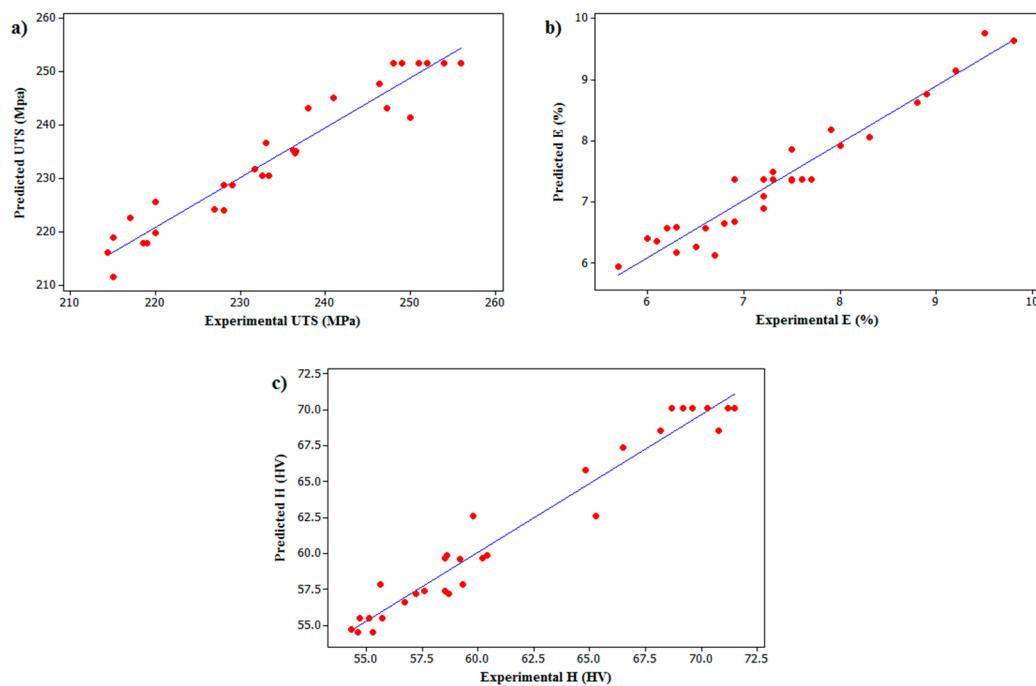 a)
260
250
240
230
220
210
Predicted UTS (Mpa)
210 220 230 240 250 260
Experimental UTS (MPa)
b)
10
9
8
7
6
Predicted E (%)
6 7 8 9 10
Experimental E (%)
c)
72.5
70.0
67.5
65.0
62.5
60.0
57.5
55.0
Predicted H (HV)
55.0 57.5 60.0 62.5 65.0 67.5 70.0 72.5
Experimental H (HV)